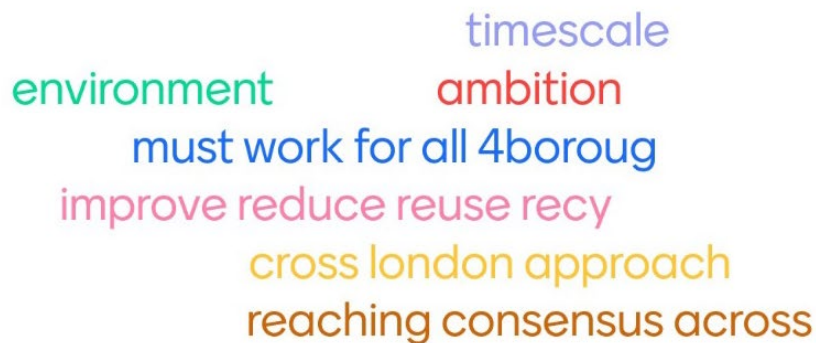 timescale
environment ambition
must work for all 4boroug
improve reduce reuse recy
cross london approach
reaching consensus across